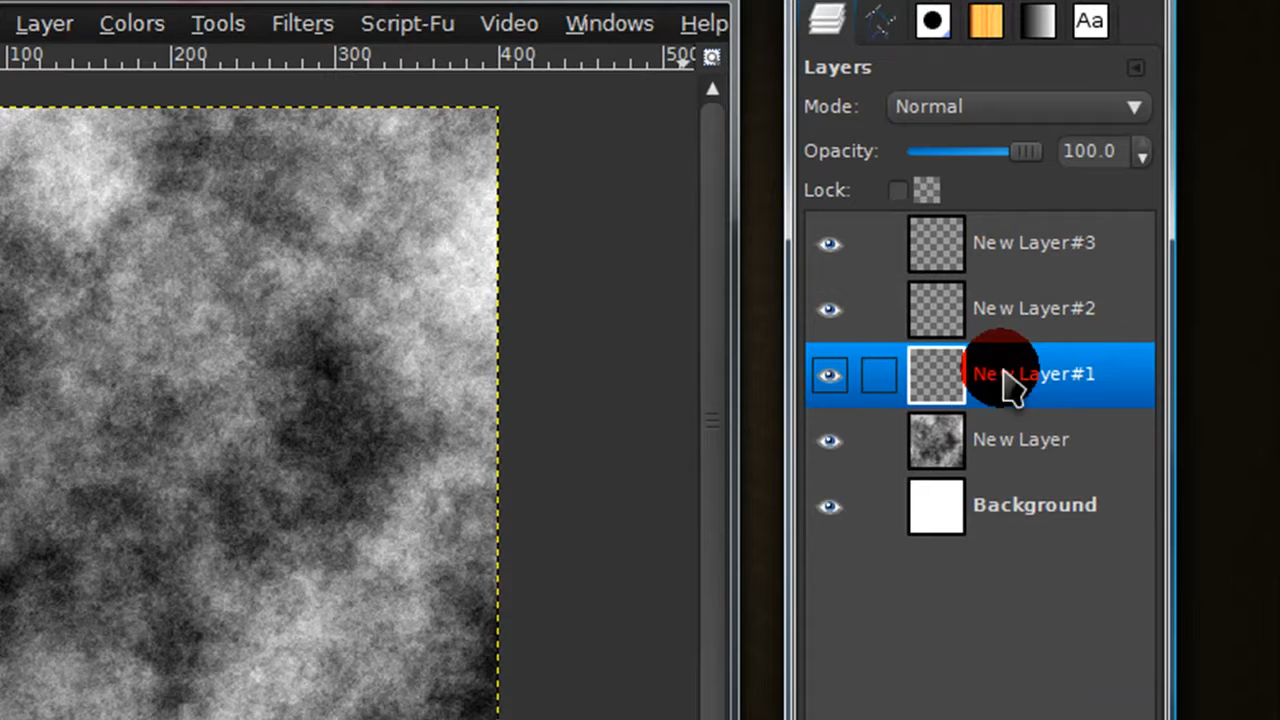 Layer Colors Tools Filters Script-Fu Video Windows Help
100 200 300 400 500
Aa
Layers
Mode: Normal
Opacity: 100.0
Lock:
New Layer#3
New Layer#2
New Layer#1
New Layer
Background